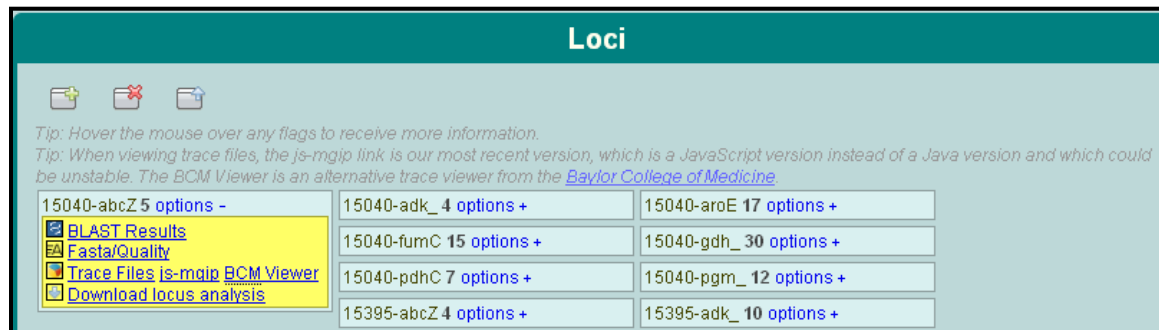 Loci
Tip: Hover the mouse over any flags to receive more information.
Tip: When viewing trace files, the js-mgip link is our most recent version, which is a JavaScript version instead of a Java version and which could
be unstable. The BCM Viewer is an alternative trace viewer from the Baylor College of Medicine.
15040-abcZ 5 options -
BLAST Results
Fasta/Quality
Trace Files js-mgip BCM Viewer
Download locus analysis
15040-adk_ 4 options +
15040-aroE 17 options +
15040-fumC 15 options +
15040-gdh_ 30 options +
15040-pdhC 7 options +
15040-pgm_ 12 options +
15395-abcZ 4 options +
15395-adk_ 10 options +